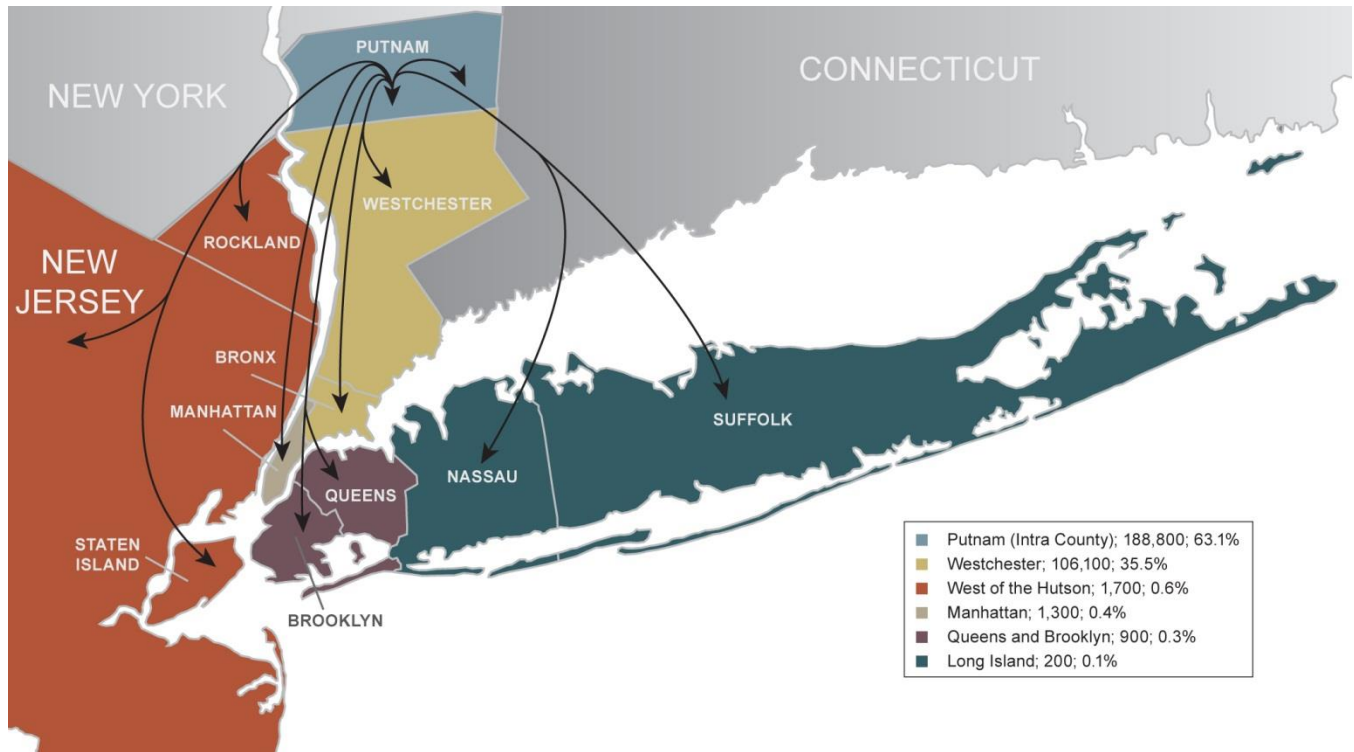 PUTNAM
NEW YORK
CONNECTICUT
WESTCHESTER
ROCKLAND
NEW
JERSEY
BRONX
MANHATTAN
SUFFOLK
NASSAU
QUEENS
STATEN
ISLAND
BROOKLYN
Putnam (Intra County); 188,800; 63.1%
Westchester; 106,100; 35.5%
West of the Hutson; 1,700; 0.6%
Manhattan; 1,300; 0.4%
Queens and Brooklyn; 900; 0.3%
Long Island; 200; 0.1%